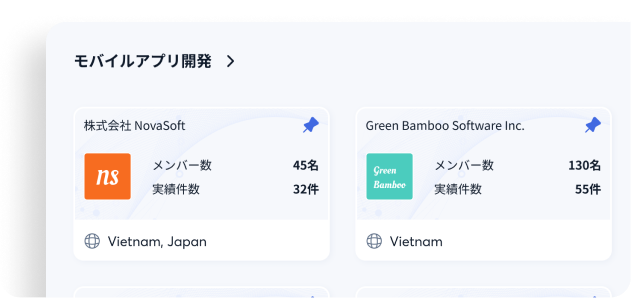 モバイルアプリ開発
株式会社 NovaSoft
ns
メンバー数 45名
実績件数 32件
Vietnam, Japan
Green Bamboo Software Inc.
Green
Bamboo
メンバー数 130名
実績件数 55件
Vietnam